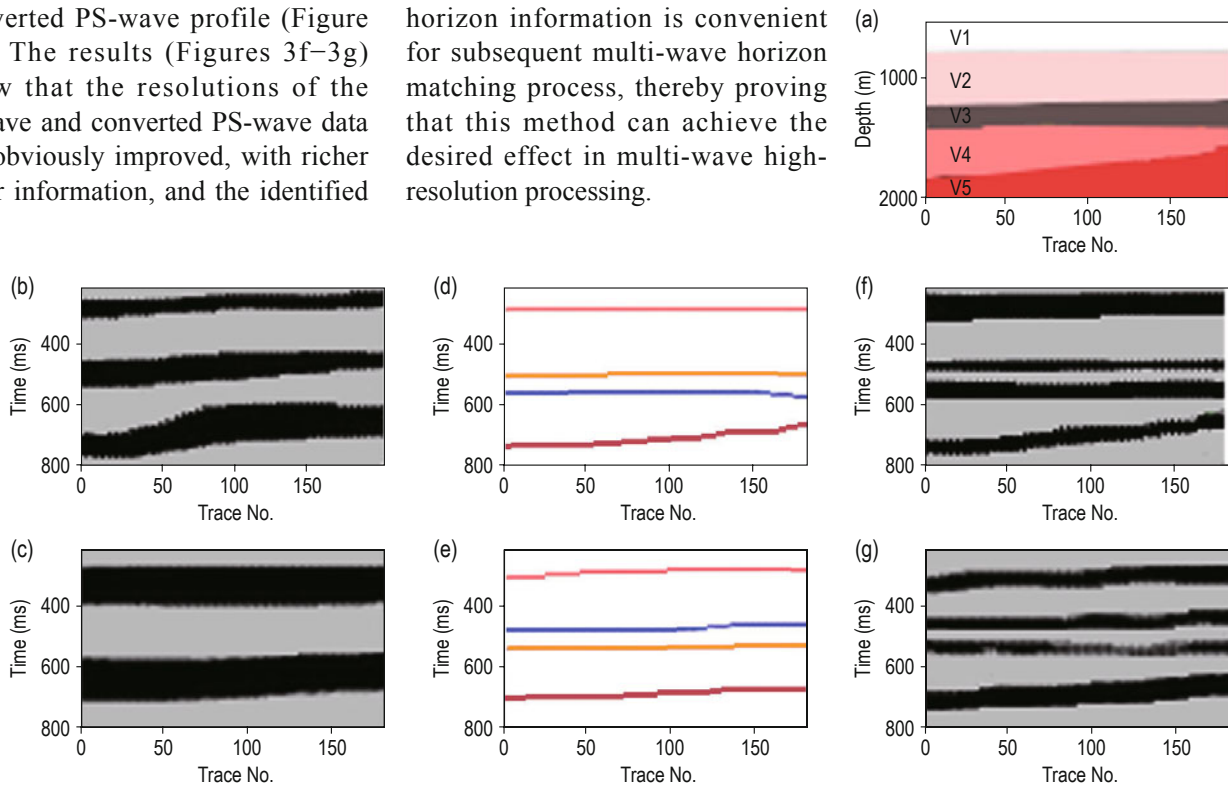 verted PS-wave profile (Figure
The results (Figures 3f−3g)
that the resolutions of the
and converted PS-wave data
obviously improved, with richer
information, and the identified
horizon information is convenient
for subsequent multi-wave horizon
matching process, thereby proving
that this method can achieve the
desired effect in multi-wave high-
resolution processing.
(a)
V1
V2
V3
V4
V5
Depth (m)
1000
2000
0 50 100 150
Trace No.
(b)
Time (ms)
400
600
800
0 50 100 150
Trace No.
(d)
Time (ms)
400
600
800
0 50 100 150
Trace No.
(f)
Time (ms)
400
600
800
0 50 100 150
Trace No.
(c)
Time (ms)
400
600
800
0 50 100 150
Trace No.
(e)
Time (ms)
400
600
800
0 50 100 150
Trace No.
(g)
Time (ms)
400
600
800
0 50 100 150
Trace No.